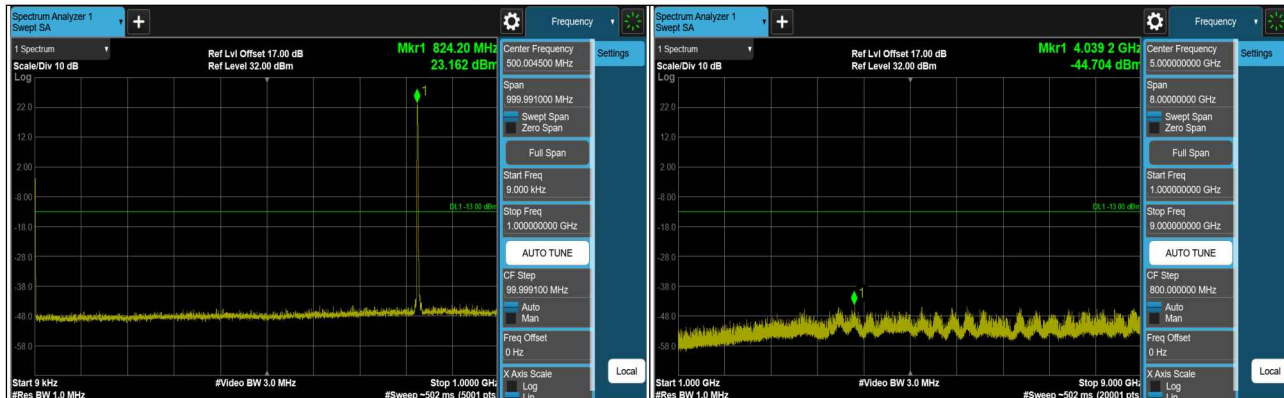 Spectrum Analyzer 1
Swept SA
+
Frequency
1 Spectrum
Scale/Div 10 dB
Log
Ref Lvl Offset 17.00 dB
Ref Level 32.00 dBm
Mkr1 824.20 MHz
23.162 dBm
1
22.0
12.0
2.00
-8.00
-18.0
-28.0
-38.0
-48.0
-58.0
DL1 -13.00 dBm
Start 9 kHz
#Res BW 1.0 MHz
#Video BW 3.0 MHz
Stop 1.0000 GHz
#Sweep ~502 ms (5001 pts)
Center Frequency
500.004500 MHz
Span
999.991000 MHz
Swept Span
Zero Span
Full Span
Start Freq
9.000 kHz
Stop Freq
1.000000000 GHz
AUTO TUNE
CF Step
99.999100 MHz
Auto
Man
Freq Offset
0 Hz
X Axis Scale
Log
Lin
Settings
Local
Spectrum Analyzer 1
Swept SA
+
Frequency
1 Spectrum
Scale/Div 10 dB
Log
Ref Lvl Offset 17.00 dB
Ref Level 32.00 dBm
Mkr1 4.039 2 GHz
-44.704 dBm
1
22.0
12.0
2.00
-8.00
-18.0
-28.0
-38.0
-48.0
-58.0
DL1 -13.00 dBm
Start 1.000 GHz
#Res BW 1.0 MHz
#Video BW 3.0 MHz
Stop 9.000 GHz
#Sweep ~502 ms (20001 pts)
Center Frequency
5.000000000 GHz
Span
8.00000000 GHz
Swept Span
Zero Span
Full Span
Start Freq
1.000000000 GHz
Stop Freq
9.000000000 GHz
AUTO TUNE
CF Step
800.000000 MHz
Auto
Man
Freq Offset
0 Hz
X Axis Scale
Log
Lin
Settings
Local